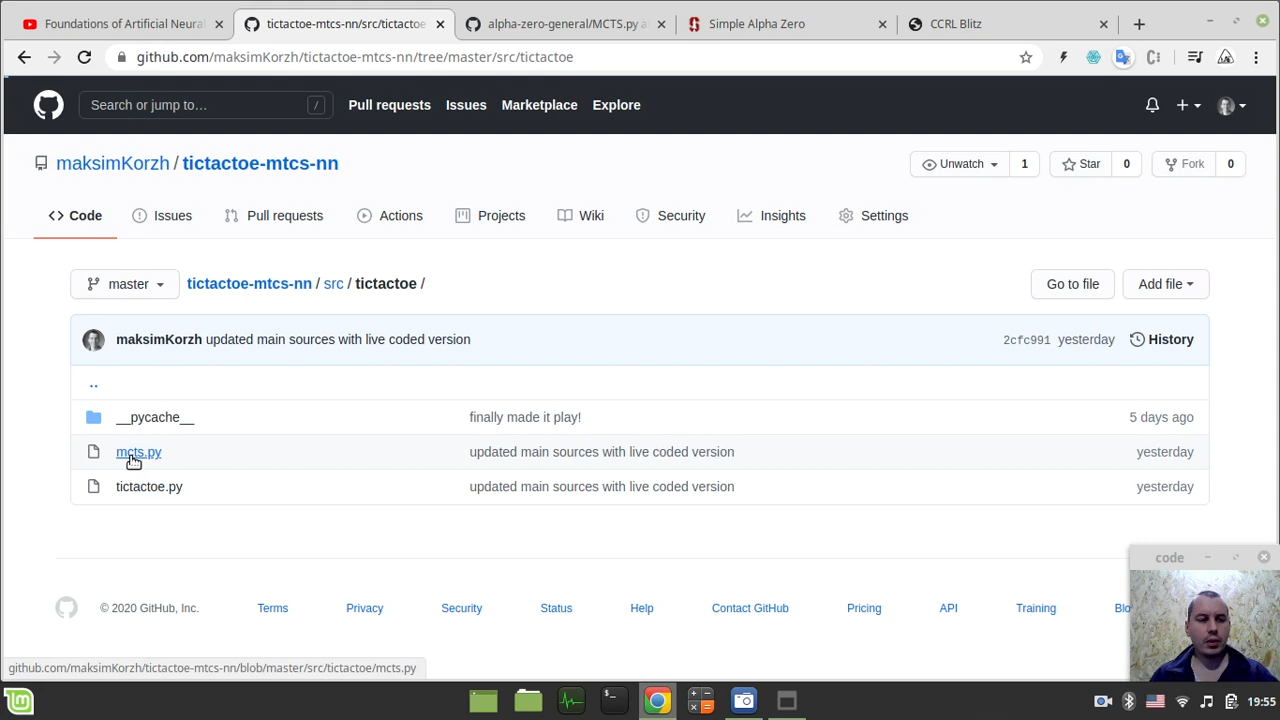 Foundations of Artificial Neural
tictactoe-mtcs-nn/src/tictactoe
alpha-zero-general/MCTS.py a
Simple Alpha Zero
CCRL Blitz
github.com/maksimKorzh/tictactoe-mtcs-nn/tree/master/src/tictactoe
Search or jump to…
/
Pull requests
Issues
Marketplace
Explore
maksimKorzh / tictactoe-mtcs-nn
Unwatch
1
Star
0
Fork
0
<> Code
Issues
Pull requests
Actions
Projects
Wiki
Security
Insights
Settings
master
tictactoe-mtcs-nn / src / tictactoe /
Go to file
Add file
maksimKorzh updated main sources with live coded version
2cfc991 yesterday
History
..
__pycache__
finally made it play!
5 days ago
mcts.py
updated main sources with live coded version
yesterday
tictactoe.py
updated main sources with live coded version
yesterday
code
© 2020 GitHub, Inc.
Terms
Privacy
Security
Status
Help
Contact GitHub
Pricing
API
Training
Blo
github.com/maksimKorzh/tictactoe-mtcs-nn/blob/master/src/tictactoe/mcts.py
19:55